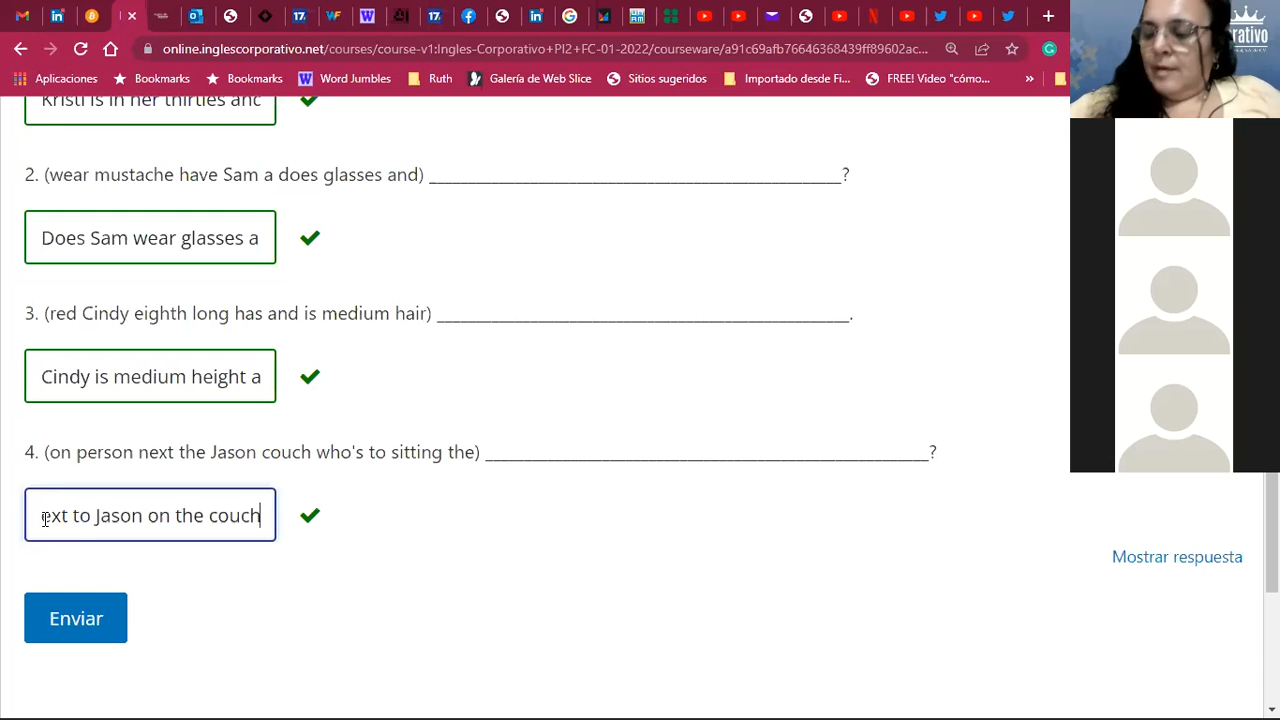 online.inglescorporativo.net/courses/course-v1:Ingles-Corporativo+PI2+FC-01-2022/courseware/a91c69afb76646368439ff89602ac...
Aplicaciones Bookmarks Bookmarks Word Jumbles Ruth Galería de Web Slice Sitios sugeridos Importado desde Fi... FREE! Video "cómo... »
rativo
Kristi is in her thirties and
2. (wear mustache have Sam a does glasses and) ?
Does Sam wear glasses a
3. (red Cindy eighth long has and is medium hair) .
Cindy is medium height a
4. (on person next the Jason couch who's to sitting the) ?
ext to Jason on the couch
Mostrar respuesta
Enviar